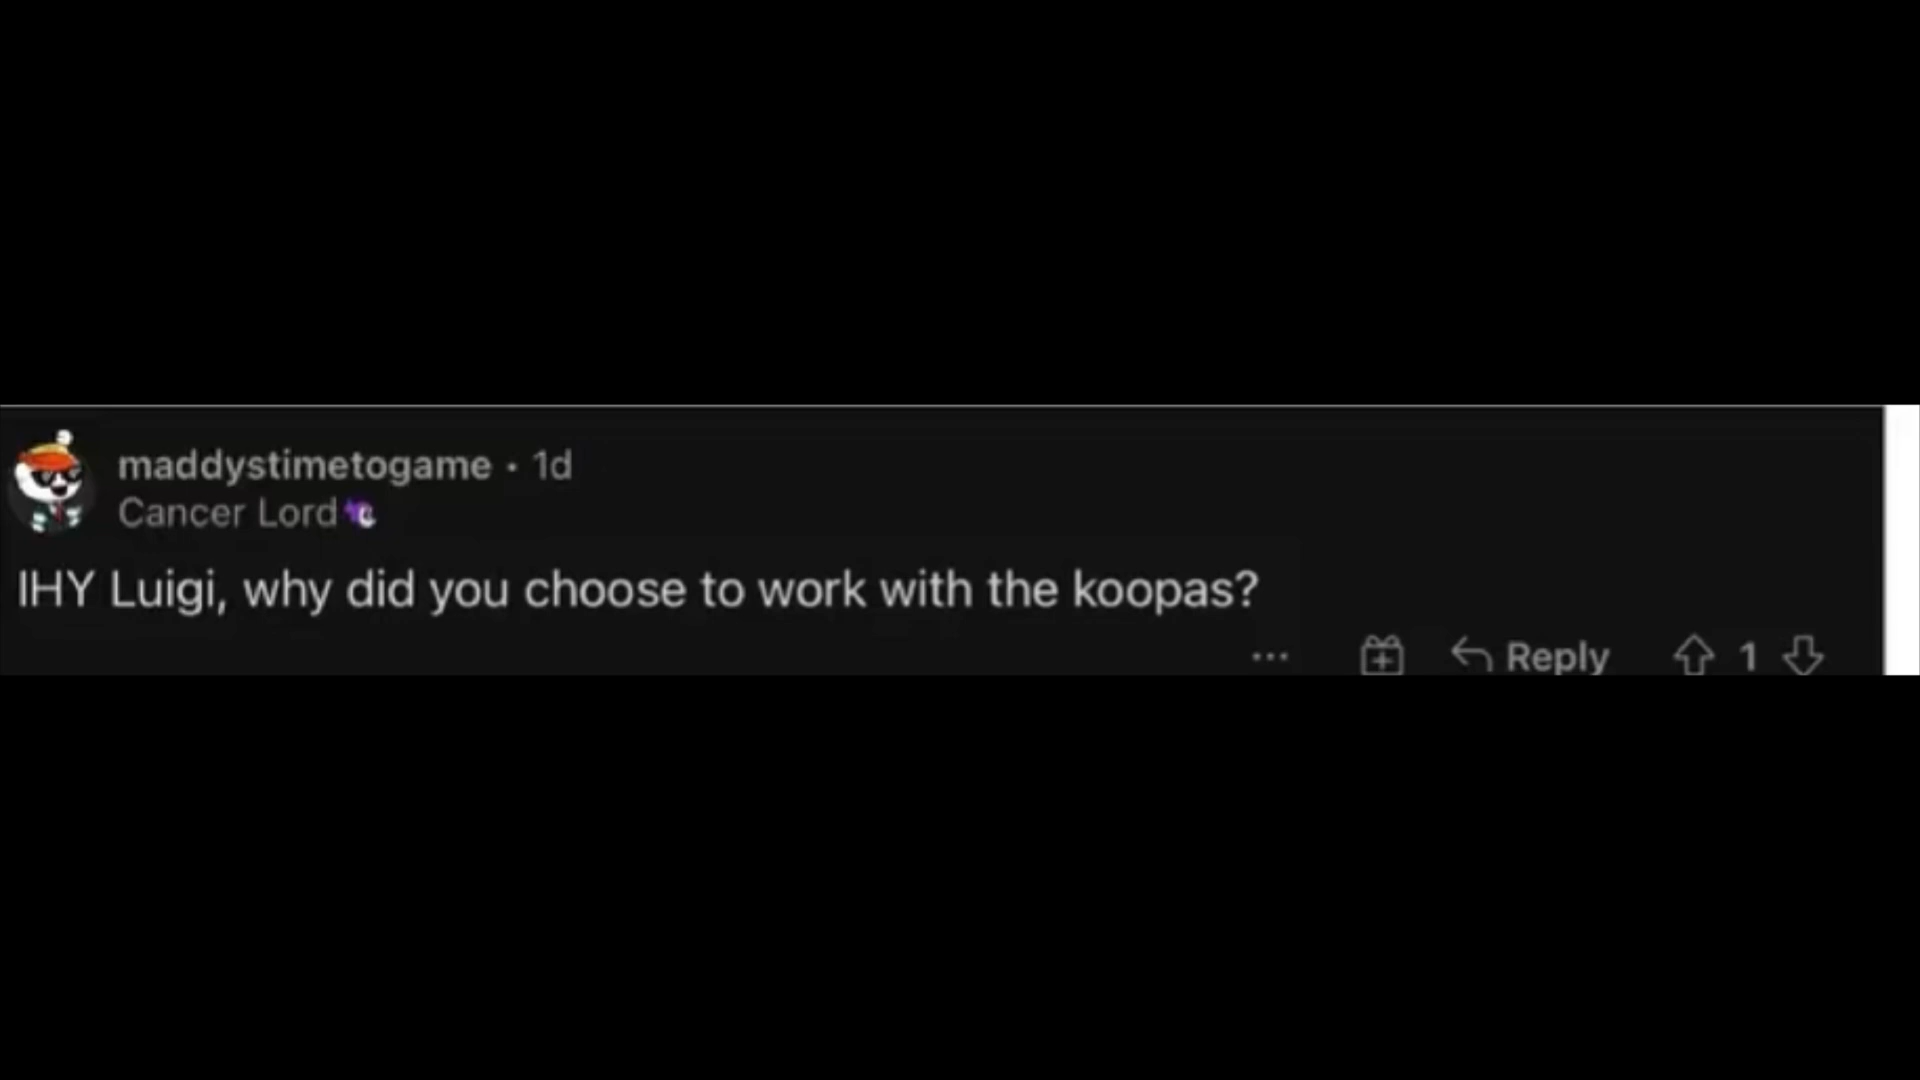 maddystimetogame • 1d
Cancer Lord
IHY Luigi, why did you choose to work with the koopas?
Reply 1